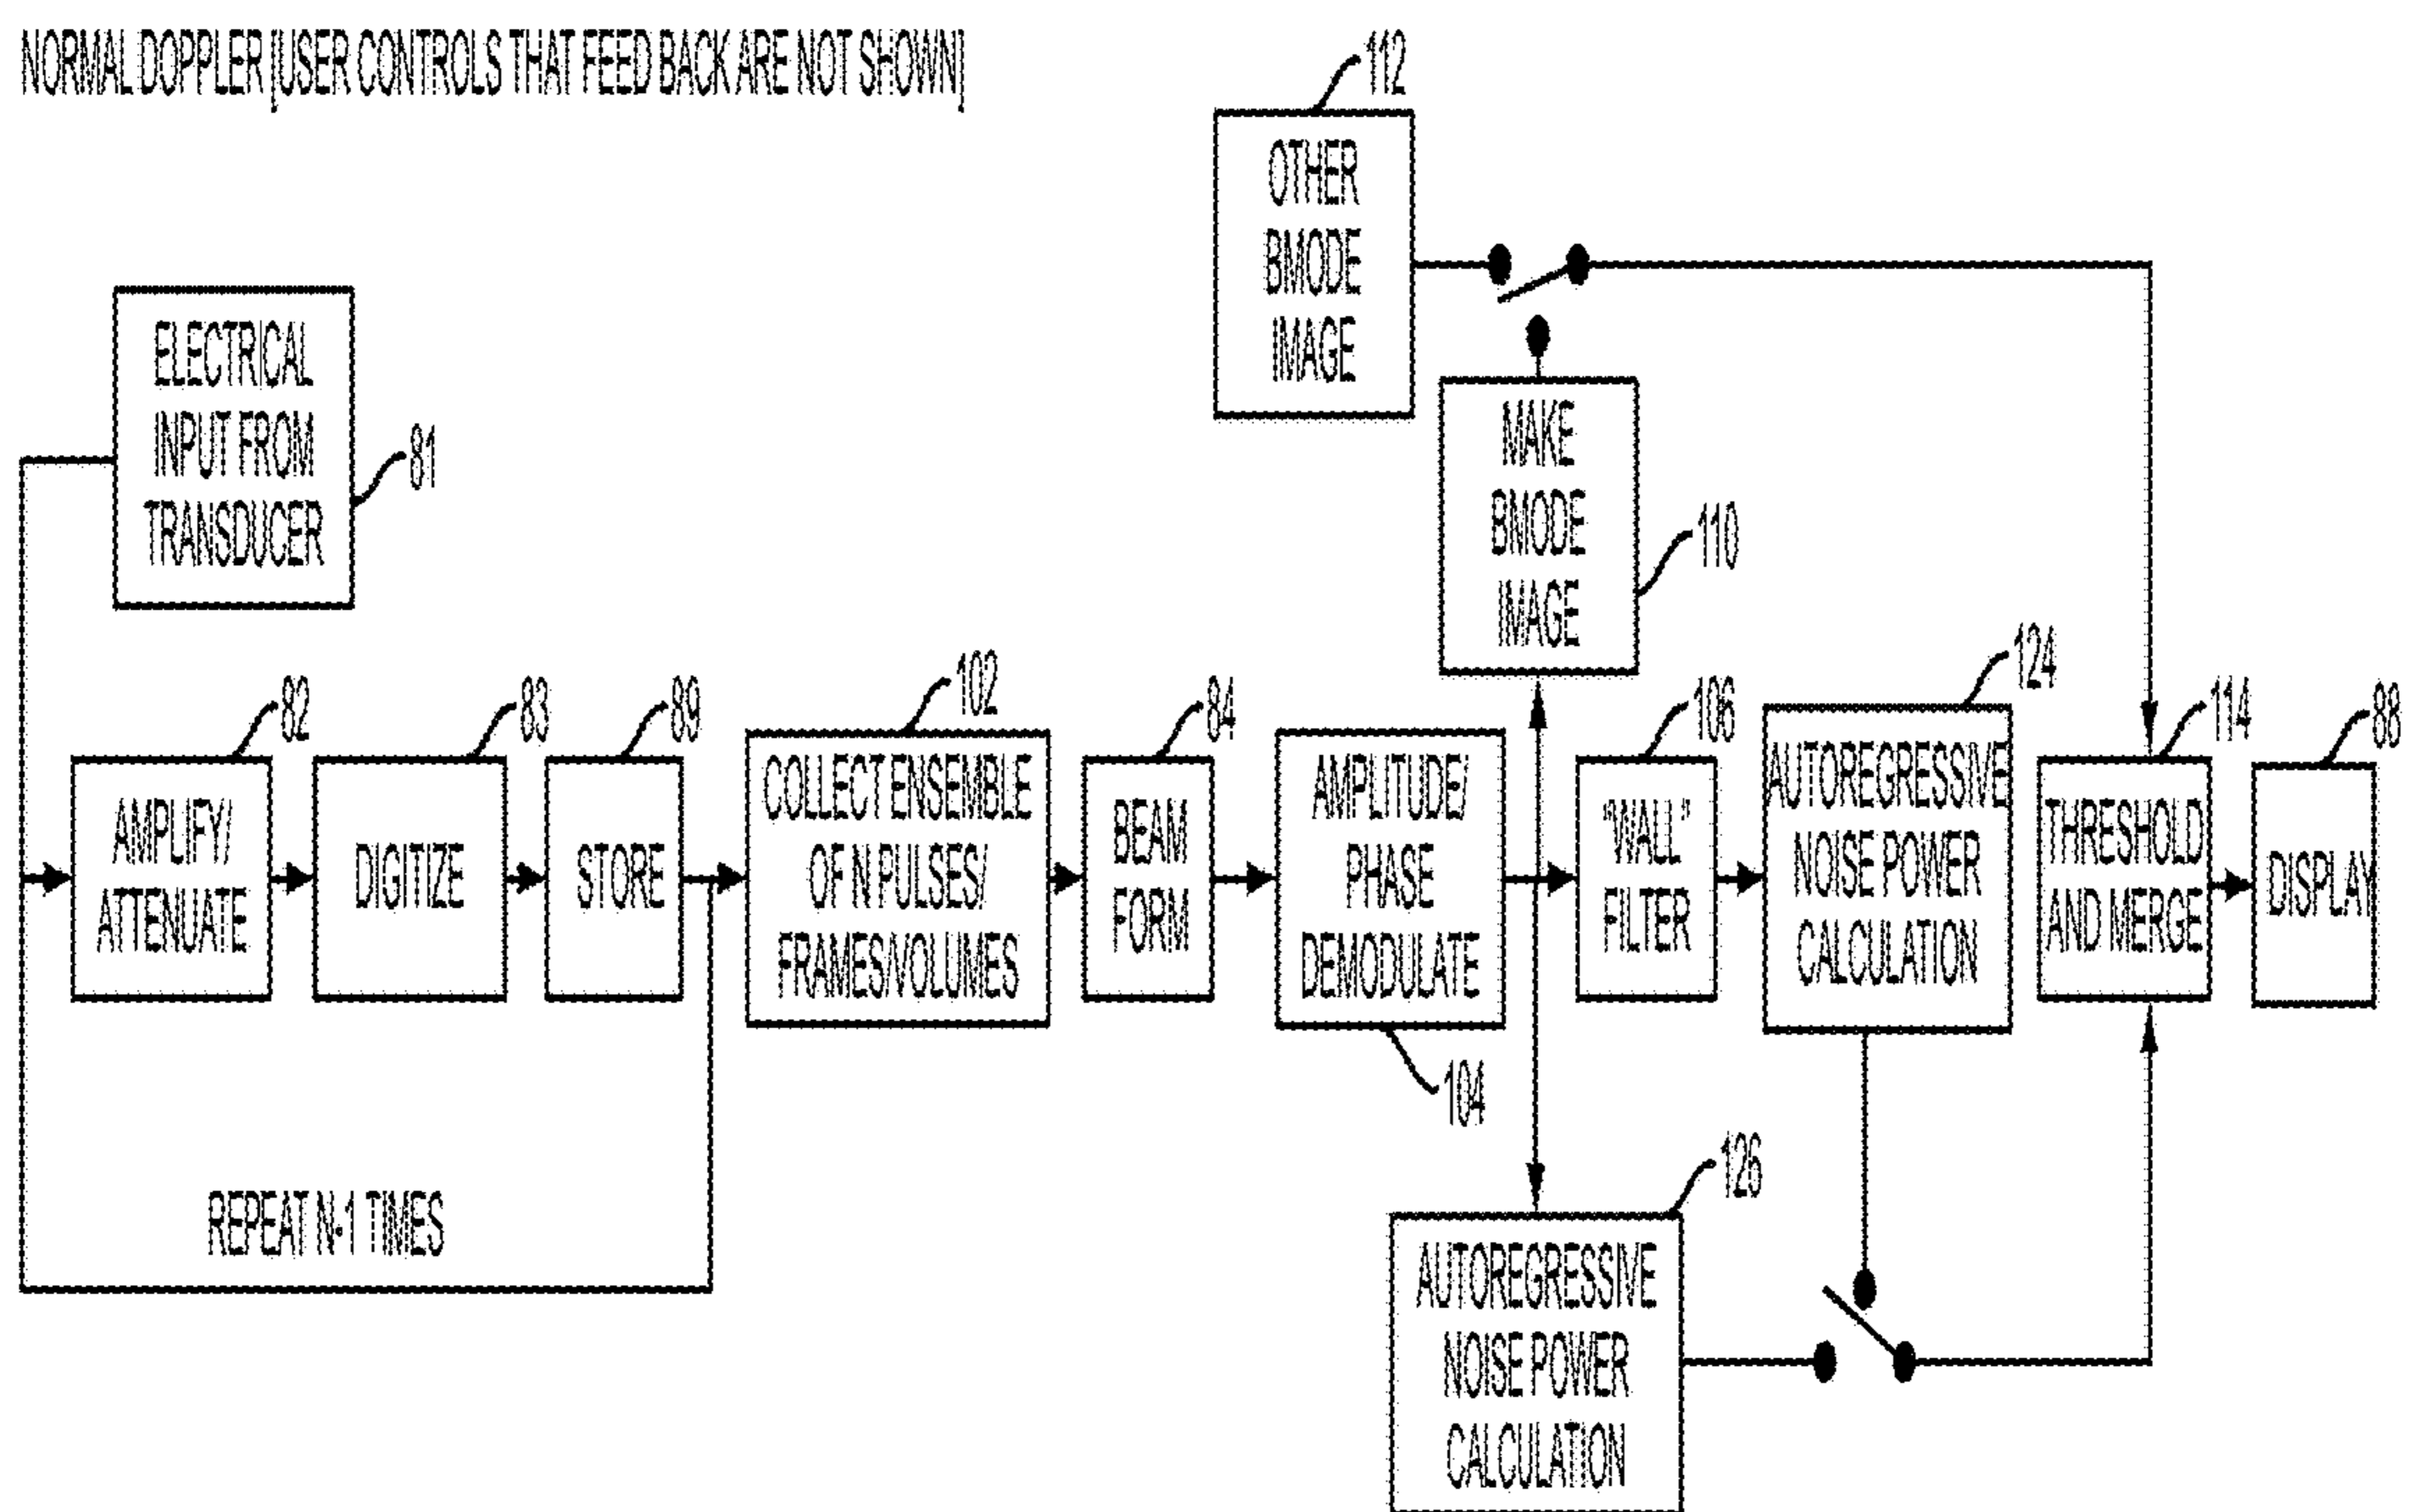 NORMAL DOPPLER [USER CONTROLS THAT FEED BACK ARE NOT SHOWN]
112
OTHER
BMODE
IMAGE
ELECTRICAL
INPUT FROM
TRANSDUCER
81
MAKE
BMODE
IMAGE
110
82
AMPLIFY/
ATTENUATE
83
DIGITIZE
89
STORE
102
COLLECT ENSEMBLE
OF N PULSES/
FRAMES/VOLUMES
84
BEAM
FORM
AMPLITUDE/
PHASE
DEMODULATE
104
106
"WALL"
FILTER
124
AUTOREGRESSIVE
NOISE POWER
CALCULATION
114
THRESHOLD
AND MERGE
88
DISPLAY
REPEAT N-1 TIMES
126
AUTOREGRESSIVE
NOISE POWER
CALCULATION